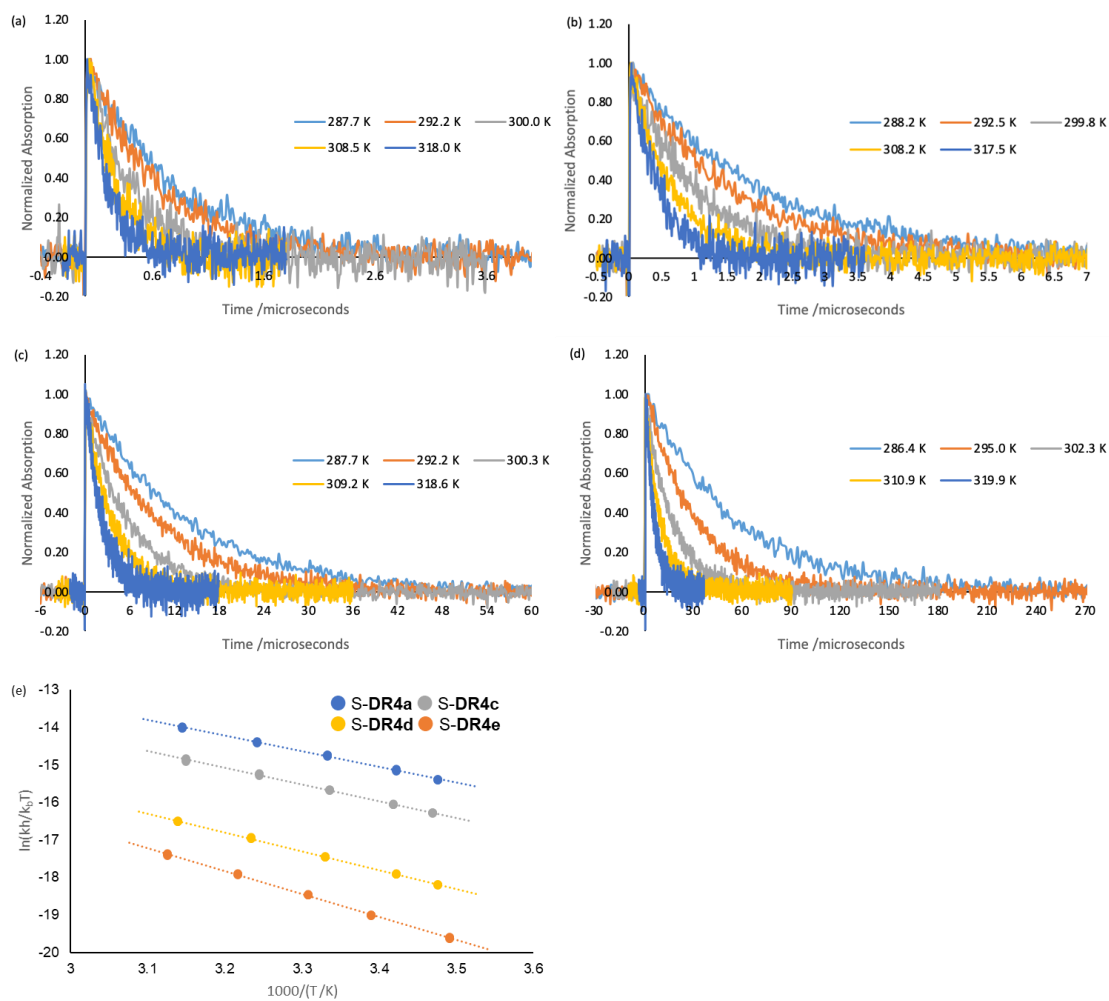 (a)
1.20
1.00
0.80
0.60
0.40
0.20
0.00
-0.20
Normalized Absorption
287.7 K 292.2 K 300.0 K
308.5 K 318.0 K
-0.4 0.6 1.6 2.6 3.6
Time /microseconds
(b)
1.20
1.00
0.80
0.60
0.40
0.20
0.00
-0.20
Normalized Absorption
288.2 K 292.5 K 299.8 K
308.2 K 317.5 K
-0.5 0 0.5 1 1.5 2 2.5 3 3.5 4 4.5 5 5.5 6 6.5 7
Time /microseconds
(c)
1.20
1.00
0.80
0.60
0.40
0.20
0.00
-0.20
Normalized Absorption
287.7 K 292.2 K 300.3 K
309.2 K 318.6 K
-6 0 6 12 18 24 30 36 42 48 54 60
Time /microseconds
(d)
1.20
1.00
0.80
0.60
0.40
0.20
0.00
-0.20
Normalized Absorption
286.4 K 295.0 K 302.3 K
310.9 K 319.9 K
-30 0 30 60 90 120 150 180 210 240 270
Time /microseconds
(e)
-13
-14
-15
-16
-17
-18
-19
-20
ln(kh/k_bT)
S-DR4a S-DR4c
S-DR4d S-DR4e
3 3.1 3.2 3.3 3.4 3.5 3.6
1000/(T/K)